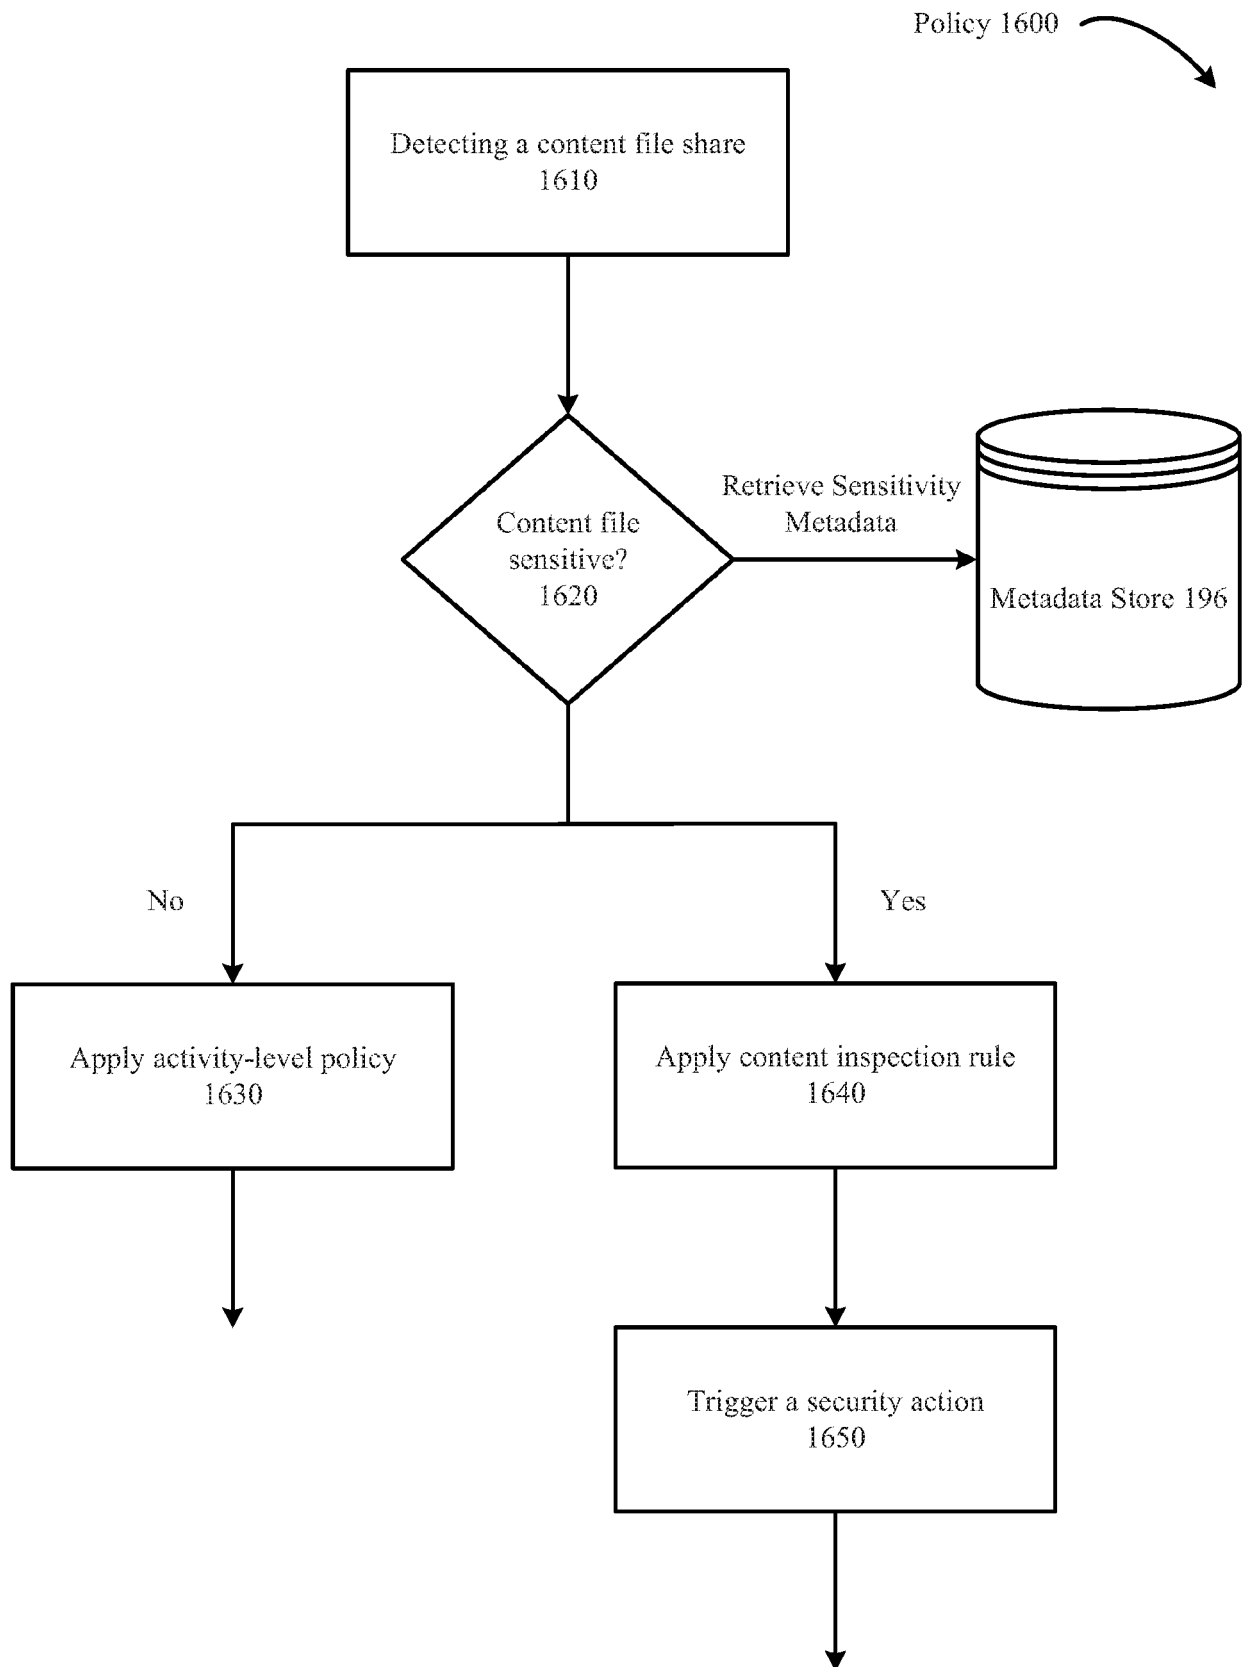 Policy 1600
Detecting a content file share
1610
Content file
sensitive?
1620
Retrieve Sensitivity
Metadata
Metadata Store 196
No
Yes
Apply activity-level policy
1630
Apply content inspection rule
1640
Trigger a security action
1650